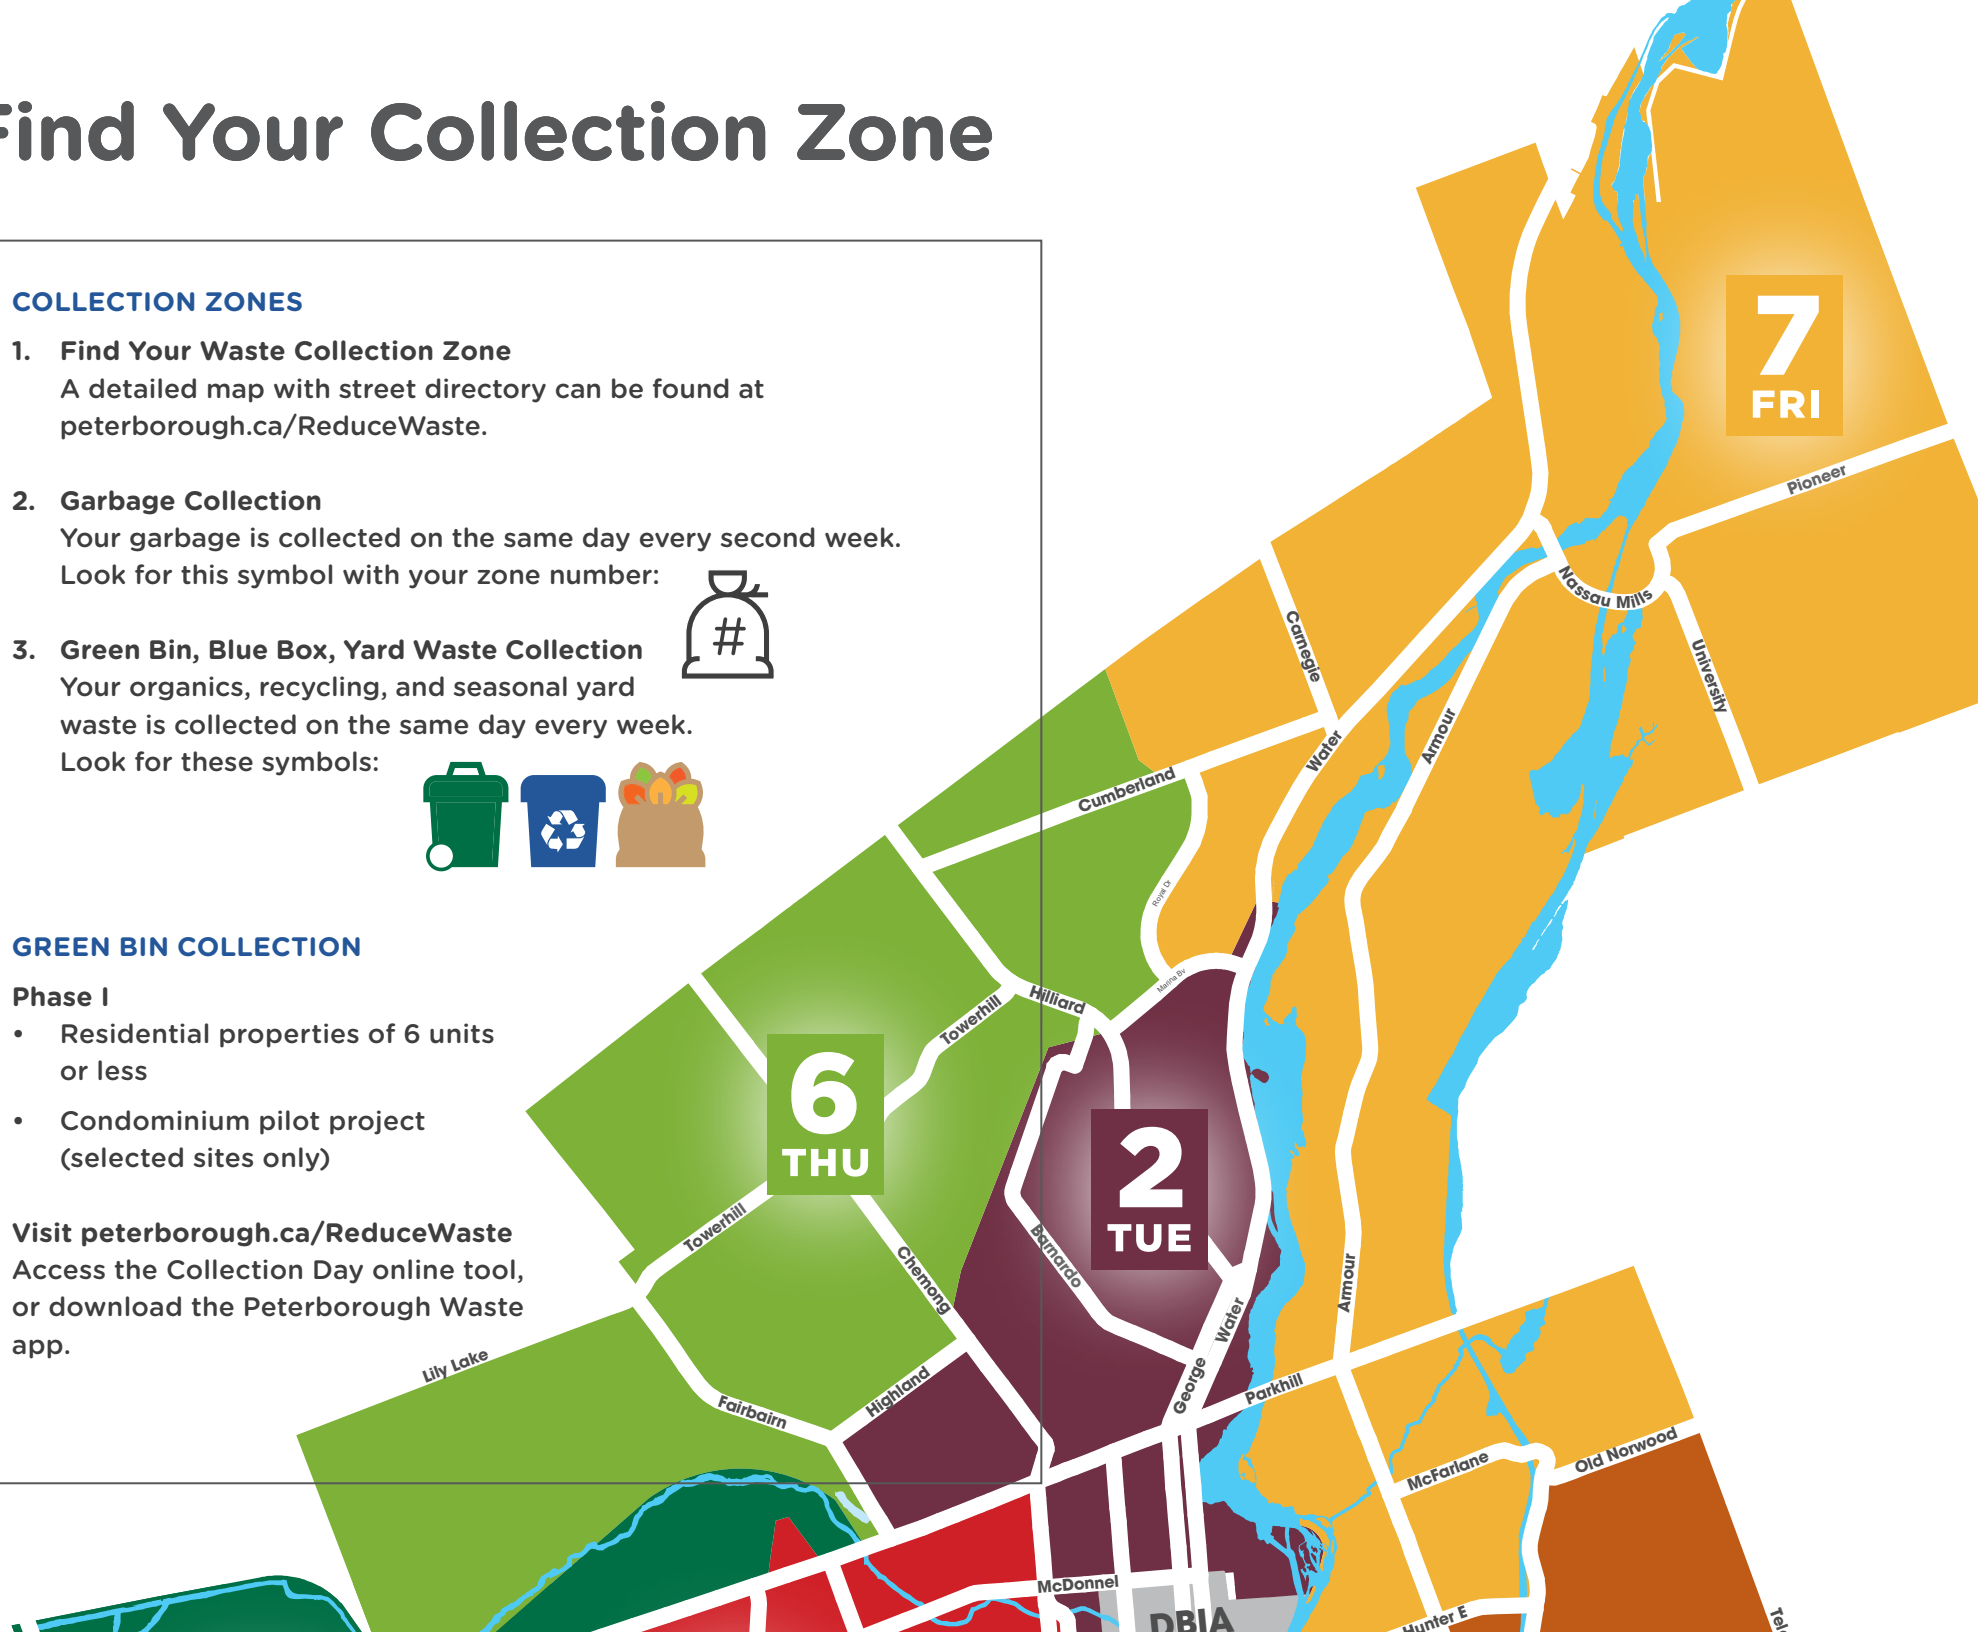 Find Your Collection Zone
COLLECTION ZONES
1. Find Your Waste Collection Zone
A detailed map with street directory can be found at
peterborough.ca/ReduceWaste.
2. Garbage Collection
Your garbage is collected on the same day every second week.
Look for this symbol with your zone number:
#
3. Green Bin, Blue Box, Yard Waste Collection
Your organics, recycling, and seasonal yard
waste is collected on the same day every week.
Look for these symbols:
GREEN BIN COLLECTION
Phase I
• Residential properties of 6 units
or less
• Condominium pilot project
(selected sites only)
Visit peterborough.ca/ReduceWaste
Access the Collection Day online tool,
or download the Peterborough Waste
app.
7
FRI
Pioneer
Nassau Mills
University
Carnegie
Water
Armour
Cumberland
Royal Dr
Marina Bv
Hilliard
Towerhill
6
THU
2
TUE
Towerhill
Chemong
Barnardo
Water
Armour
George
Parkhill
Lily Lake
Highland
Fairbairn
McFarlane
Old Norwood
McDonnel
DBIA
Hunter E